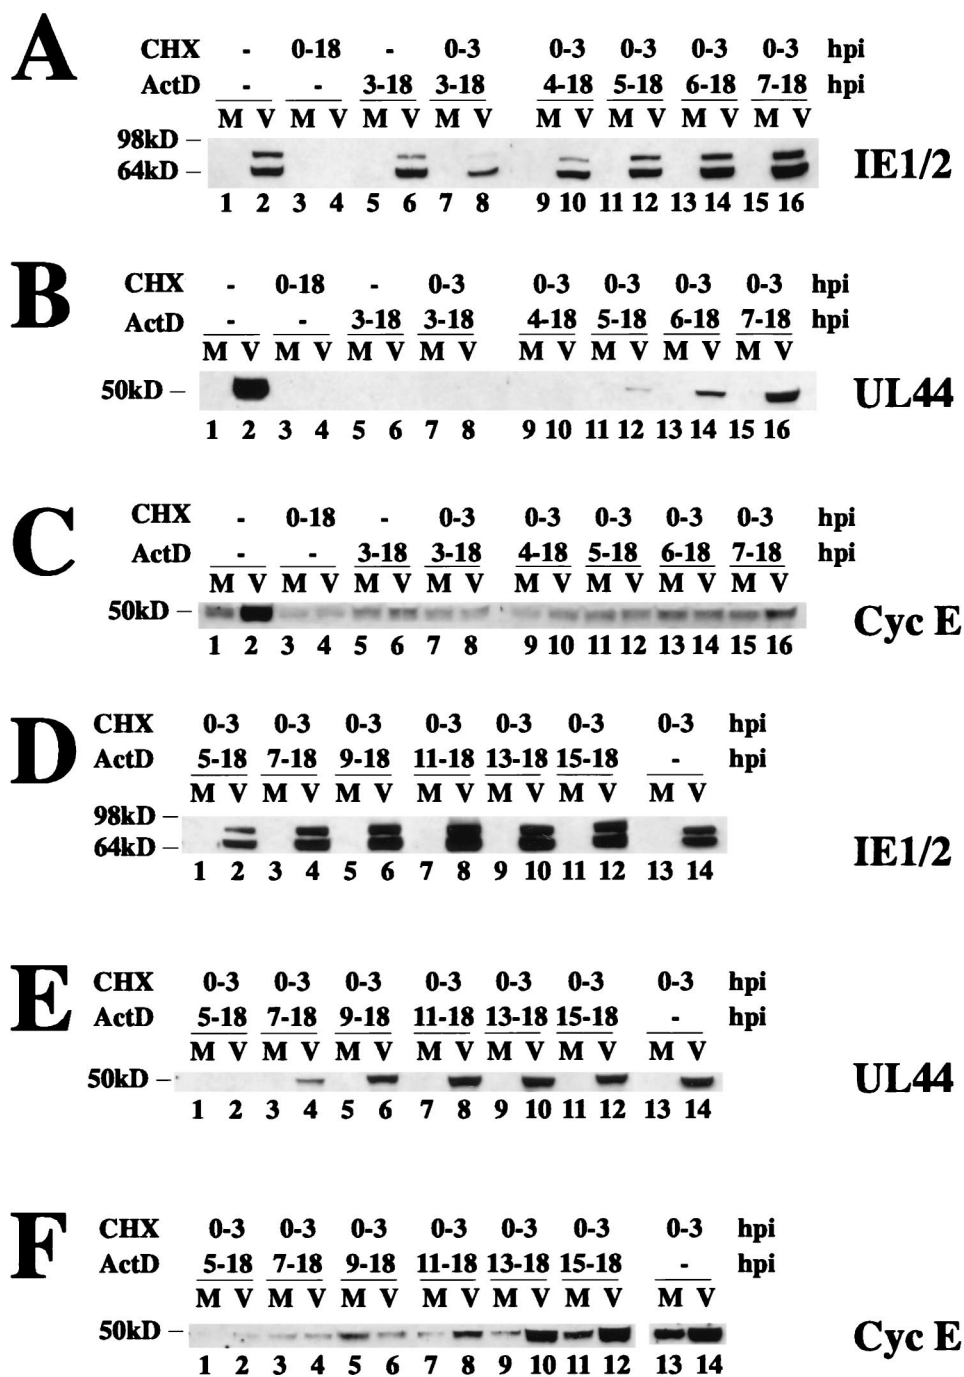 A
CHX - 0-18 - 0-3 0-3 0-3 0-3 0-3 hpi
ActD - - 3-18 3-18 4-18 5-18 6-18 7-18 hpi
M V M V M V M V M V M V M V M V
98kD
64kD
IE1/2
1 2 3 4 5 6 7 8 9 10 11 12 13 14 15 16
B
CHX - 0-18 - 0-3 0-3 0-3 0-3 0-3 hpi
ActD - - 3-18 3-18 4-18 5-18 6-18 7-18 hpi
M V M V M V M V M V M V M V M V
50kD
UL44
1 2 3 4 5 6 7 8 9 10 11 12 13 14 15 16
C
CHX - 0-18 - 0-3 0-3 0-3 0-3 0-3 hpi
ActD - - 3-18 3-18 4-18 5-18 6-18 7-18 hpi
M V M V M V M V M V M V M V M V
50kD
Cyc E
1 2 3 4 5 6 7 8 9 10 11 12 13 14 15 16
D
CHX 0-3 0-3 0-3 0-3 0-3 0-3 0-3 hpi
ActD 5-18 7-18 9-18 11-18 13-18 15-18 - hpi
M V M V M V M V M V M V M V
98kD
64kD
IE1/2
1 2 3 4 5 6 7 8 9 10 11 12 13 14
E
CHX 0-3 0-3 0-3 0-3 0-3 0-3 0-3 hpi
ActD 5-18 7-18 9-18 11-18 13-18 15-18 - hpi
M V M V M V M V M V M V M V
50kD
UL44
1 2 3 4 5 6 7 8 9 10 11 12 13 14
F
CHX 0-3 0-3 0-3 0-3 0-3 0-3 0-3 hpi
ActD 5-18 7-18 9-18 11-18 13-18 15-18 - hpi
M V M V M V M V M V M V M V
50kD
Cyc E
1 2 3 4 5 6 7 8 9 10 11 12 13 14